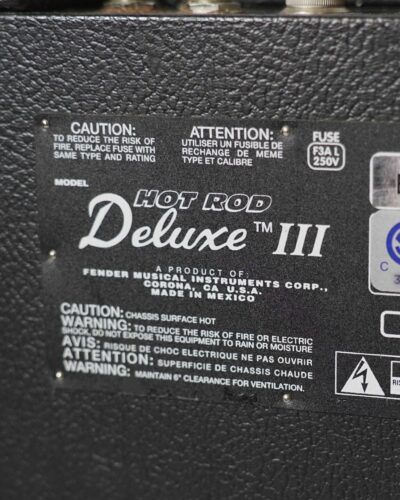 CAUTION:
TO REDUCE THE RISK OF
FIRE, REPLACE FUSE WITH
SAME TYPE AND RATING
ATTENTION:
UTILISER UN FUSIBLE DE
RECHANGE DE MEME
TYPE ET CALIBRE
FUSE
F3A L
250V
MODEL
HOT ROD
Deluxe™ III
A PRODUCT OF:
FENDER MUSICAL INSTRUMENTS CORP.,
CORONA, CA U.S.A.
MADE IN MEXICO
CAUTION: CHASSIS SURFACE HOT
WARNING: TO REDUCE THE RISK OF FIRE OR ELECTRIC
SHOCK, DO NOT EXPOSE THIS EQUIPMENT TO RAIN OR MOISTURE
AVIS: RISQUE DE CHOC ELECTRIQUE NE PAS OUVRIR
ATTENTION: SUPERFICIE DE CHASSIS CHAUDE
WARNING: MAINTAIN 6" CLEARANCE FOR VENTILATION.
C
3